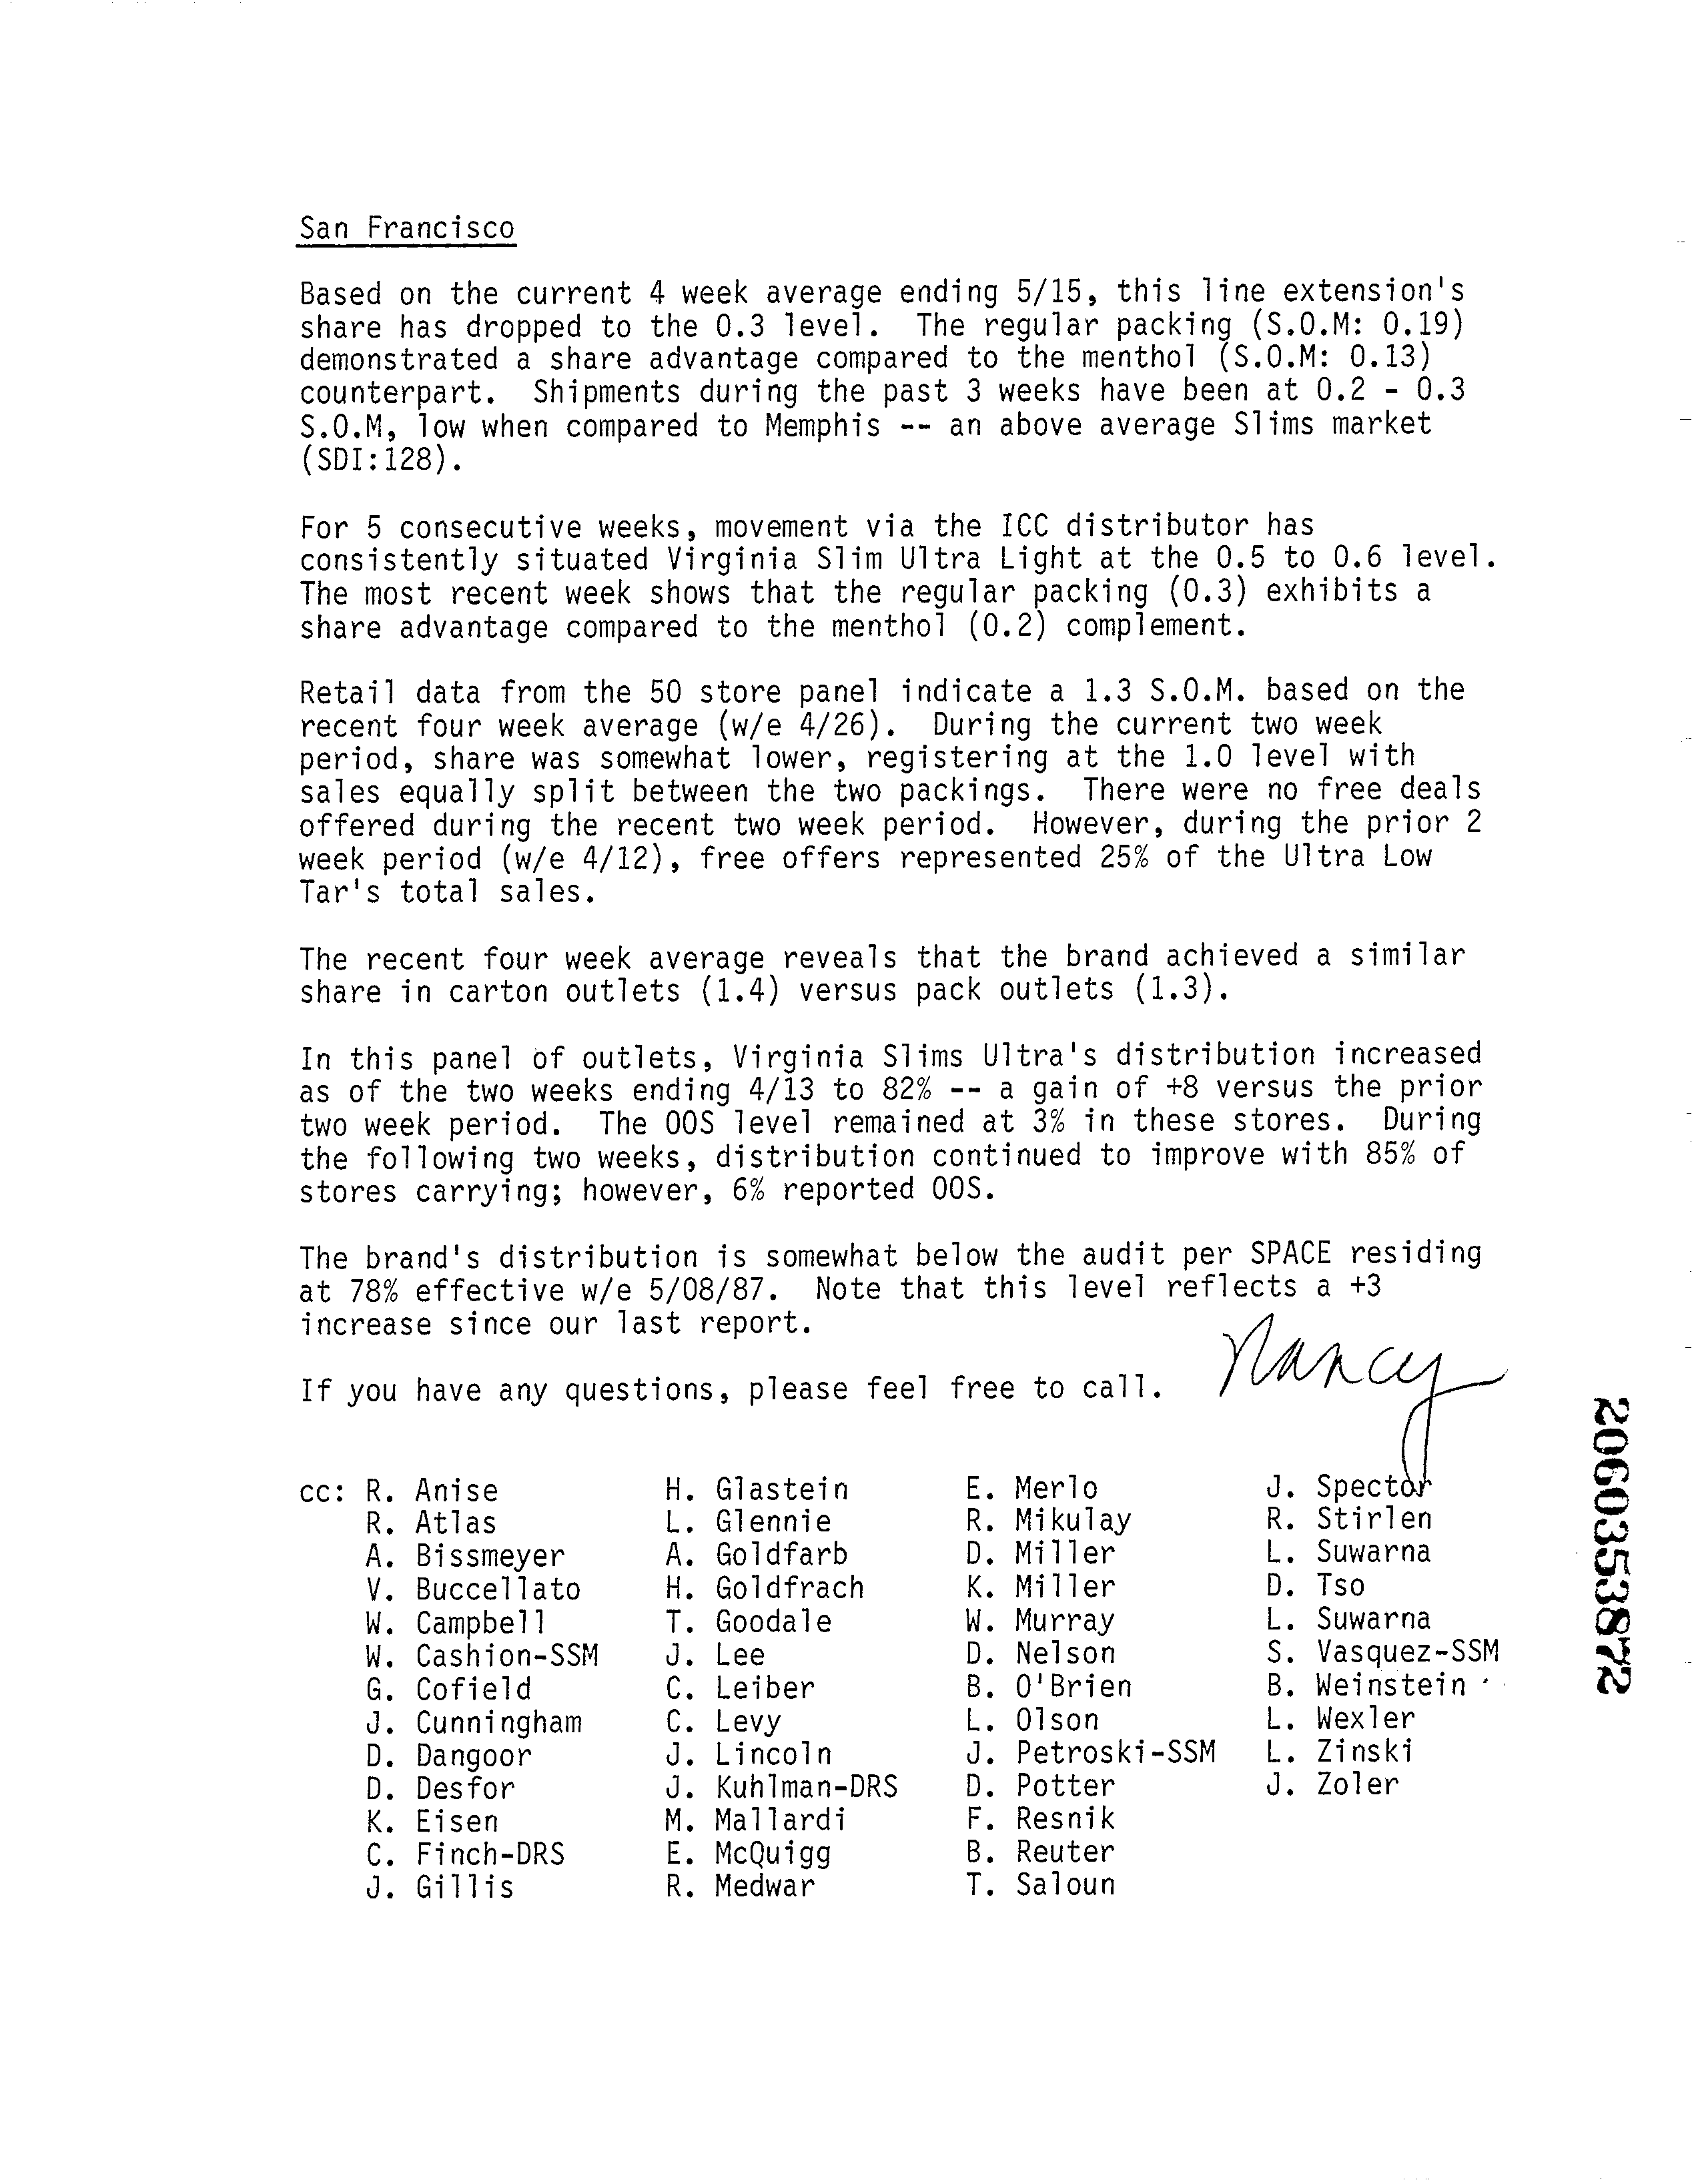 San Francisco
Based on the current 4 week average ending 5/15, this line extension's
share has dropped to the 0.3 level.  The regular packing (S.O.M: 0.19)
demonstrated a share advantage compared to the menthol (S.O.M: 0.13)
counterpart.  Shipments during the past 3 weeks have been at 0.2 - 0.3
S.O.M, low when compared to Memphis -- an above average Slims market
(SDI:128).
For 5 consecutive weeks, movement via the ICC distributor has
consistently situated Virginia Slim Ultra Light at the 0.5 to 0.6 level.
The most recent week shows that the regular packing (0.3) exhibits a
share advantage compared to the menthol (0.2) complement.
Retail data from the 50 store panel indicate a 1.3 S.O.M. based on the
recent four week average (w/e 4/26).  During the current two week
period, share was somewhat lower, registering at the 1.0 level with
sales equally split between the two packings.  There were no free deals
offered during the recent two week period.  However, during the prior 2
week period (w/e 4/12), free offers represented 25% of the Ultra Low
Tar's total sales.
The recent four week average reveals that the brand achieved a similar
share in carton outlets (1.4) versus pack outlets (1.3).
In this panel of outlets, Virginia Slims Ultra's distribution increased
as of the two weeks ending 4/13 to 82% -- a gain of +8 versus the prior
two week period.  The OOS level remained at 3% in these stores.  During
the following two weeks, distribution continued to improve with 85% of
stores carrying; however, 6% reported OOS.
The brand's distribution is somewhat below the audit per SPACE residing
at 78% effective w/e 5/08/87.  Note that this level reflects a +3
increase since our last report.
If you have any questions, please feel free to call.
Nancy
cc: R. Anise H. Glastein E. Merlo J. Spector
R. Atlas L. Glennie R. Mikulay R. Stirlen
A. Bissmeyer A. Goldfarb D. Miller L. Suwarna
V. Buccellato H. Goldfrach K. Miller D. Tso
W. Campbell T. Goodale W. Murray L. Suwarna
W. Cashion-SSM J. Lee D. Nelson S. Vasquez-SSM
G. Cofield C. Leiber B. O'Brien B. Weinstein
J. Cunningham C. Levy L. Olson L. Wexler
D. Dangoor J. Lincoln J. Petroski-SSM L. Zinski
D. Desfor J. Kuhlman-DRS D. Potter J. Zoler
K. Eisen M. Mallardi F. Resnik
C. Finch-DRS E. McQuigg B. Reuter
J. Gillis R. Medwar T. Saloun
2060353872